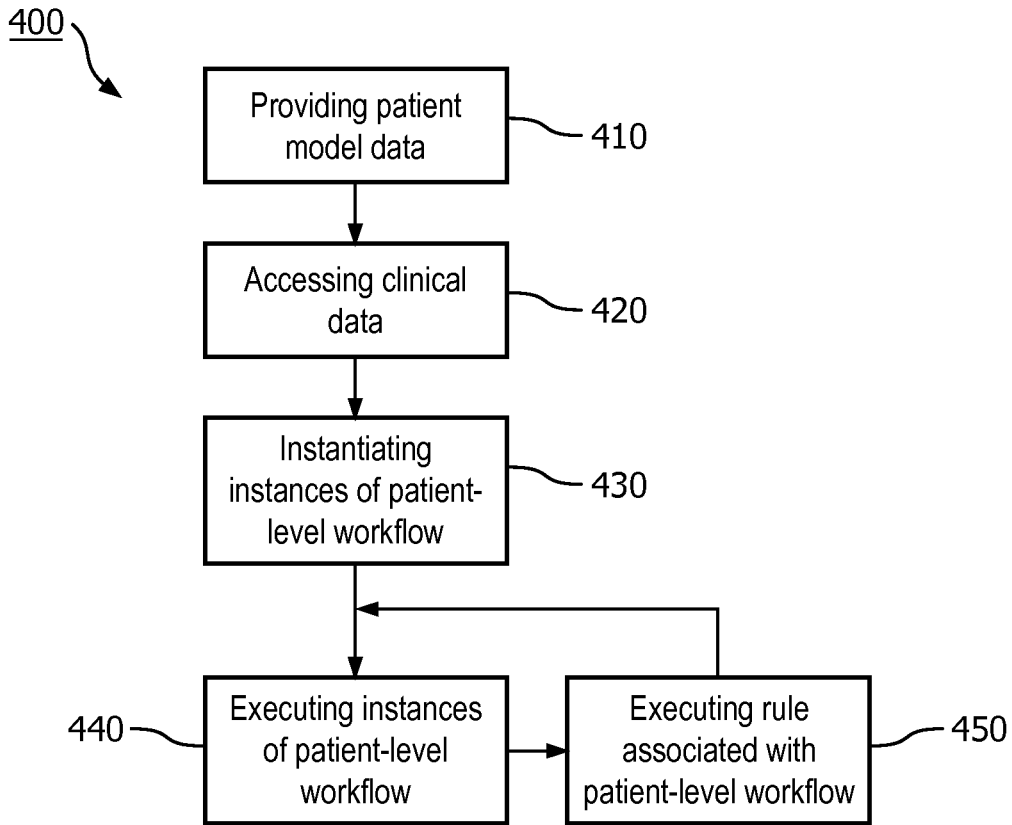 400
Providing patient
model data
410
Accessing clinical
data
420
Instantiating
instances of patient-
level workflow
430
440
Executing instances
of patient-level
workflow
Executing rule
associated with
patient-level workflow
450